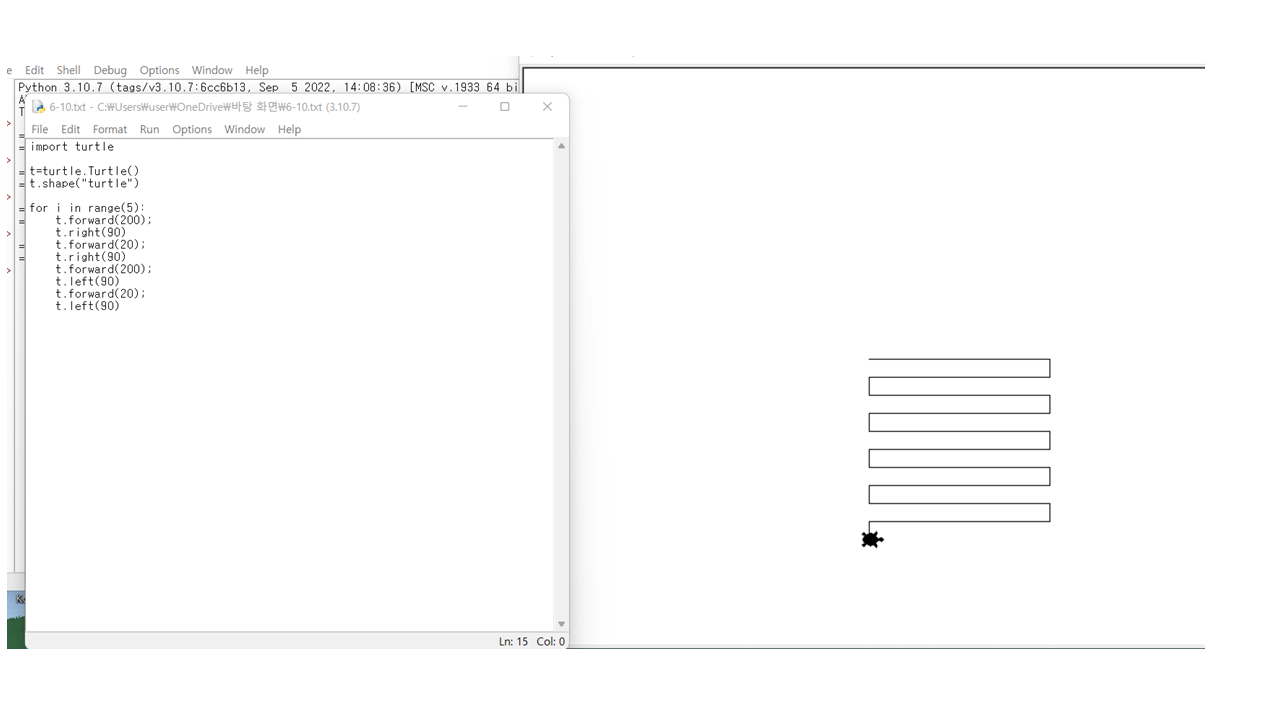 e Edit Shell Debug Options Window Help
Python 3.10.7 (tags/v3.10.7:6cc6b13, Sep 5 2022, 14:08:36) [MSC v.1933 64 bi
A
T
6-10.txt - C:₩Users₩user₩OneDrive₩바탕 화면₩6-10.txt (3.10.7)
File Edit Format Run Options Window Help
import turtle
t=turtle.Turtle()
t.shape("turtle")
for i in range(5):
    t.forward(200);
    t.right(90)
    t.forward(20);
    t.right(90)
    t.forward(200);
    t.left(90)
    t.forward(20);
    t.left(90)
Ln: 15 Col: 0